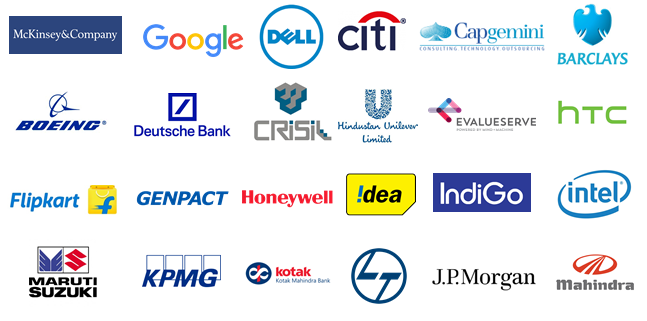 McKinsey&Company
Google
DELL
citi®
Capgemini
CONSULTING.TECHNOLOGY.OUTSOURCING
BARCLAYS
BOEING®
Deutsche Bank
CRISIL
Hindustan Unilever
Limited
EVALUESERVE
POWERED BY MIND+MACHINE
hTC
Flipkart
f
GENPACT
Honeywell
!dea
IndiGo
intel®
MARUTI
SUZUKI
KPMG
kotak
Kotak Mahindra Bank
LT
J.P.Morgan
Mahindra